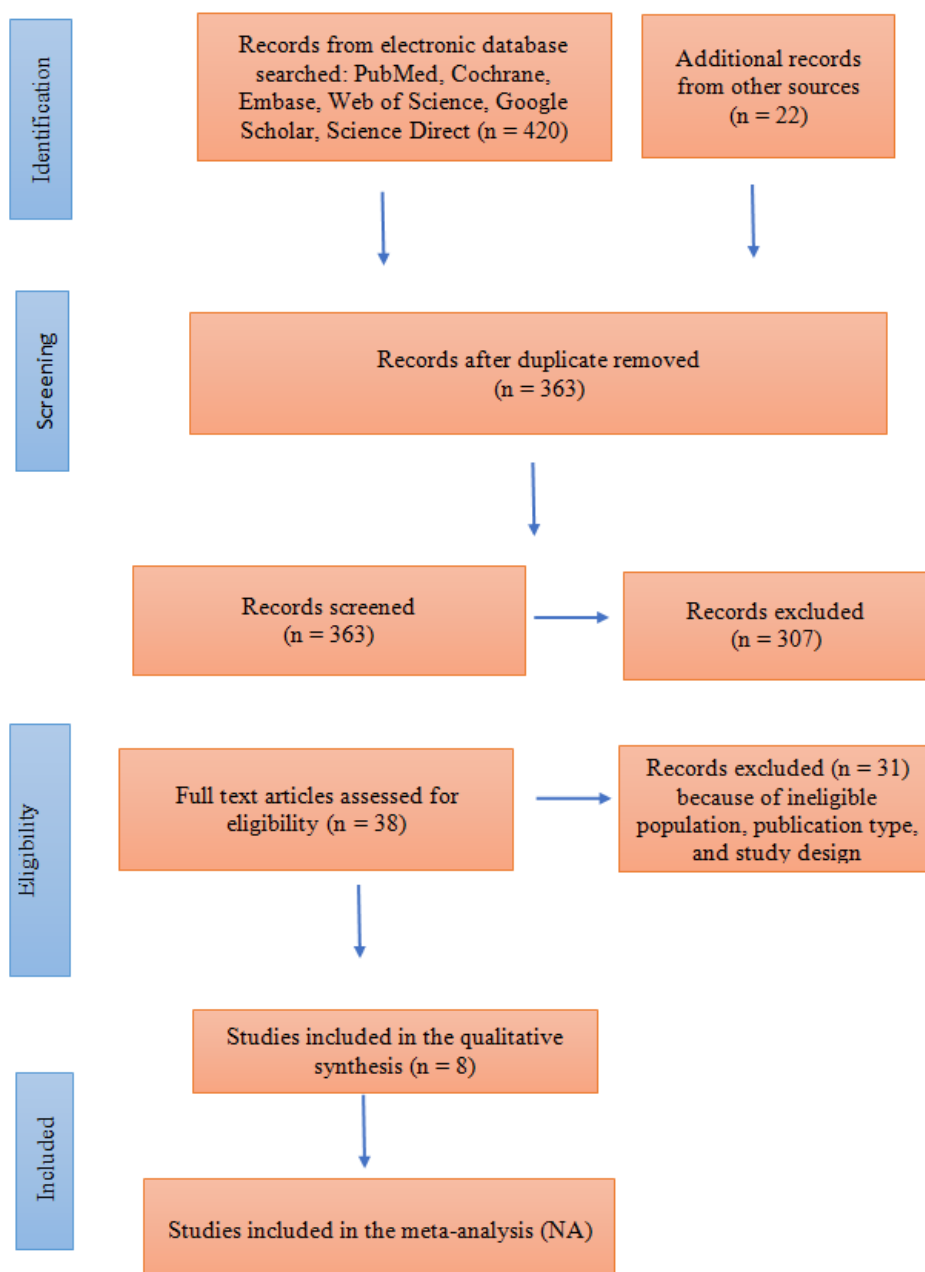 Identification
Records from electronic database
searched: PubMed, Cochrane,
Embase, Web of Science, Google
Scholar, Science Direct (n = 420)
Additional records
from other sources
(n = 22)
Screening
Records after duplicate removed
(n = 363)
Records screened
(n = 363)
Records excluded
(n = 307)
Eligibility
Full text articles assessed for
eligibility (n = 38)
Records excluded (n = 31)
because of ineligible
population, publication type,
and study design
Included
Studies included in the qualitative
synthesis (n = 8)
Studies included in the meta-analysis (NA)